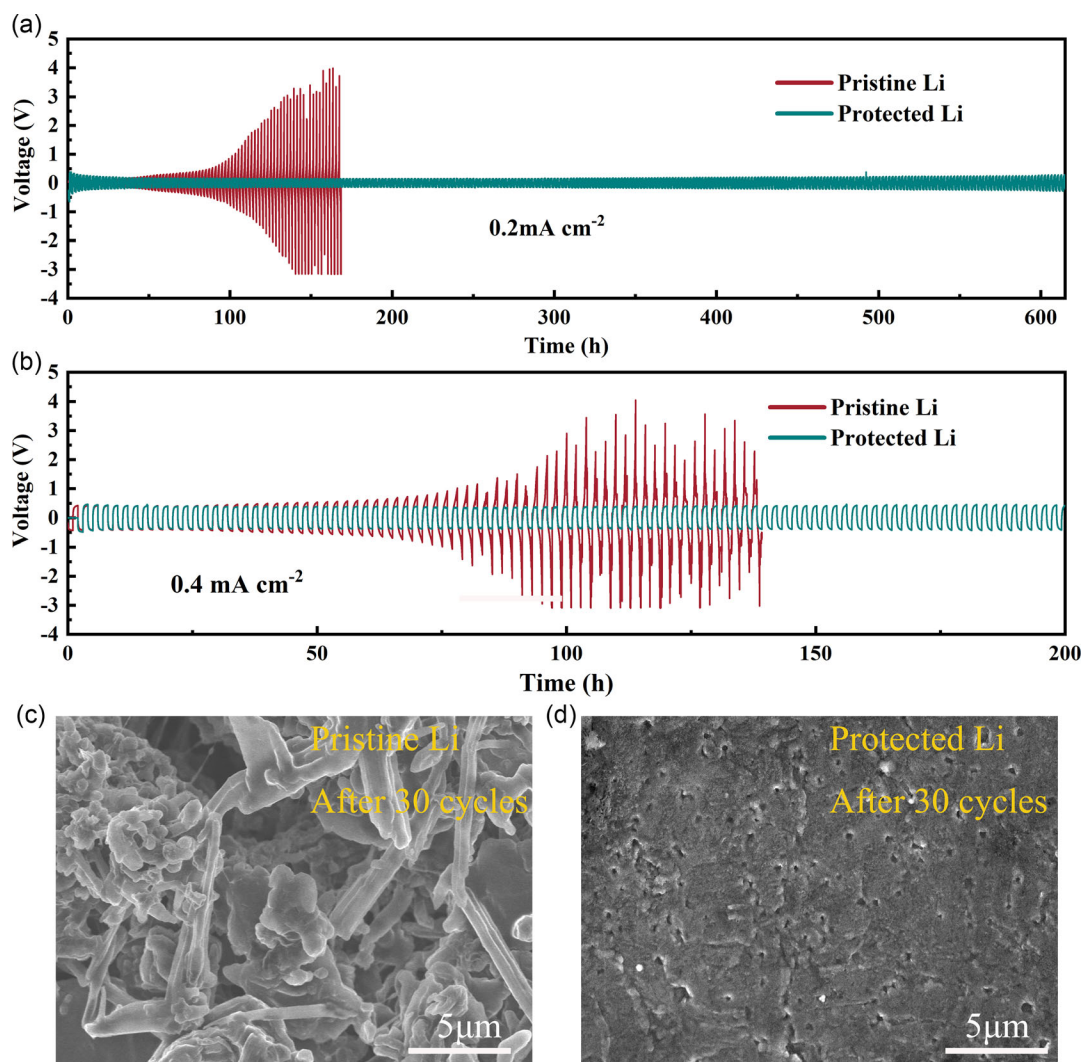 (a)
5
4
3
2
1
0
-1
-2
-3
-4
Voltage (V)
Pristine Li
Protected Li
0.2mA cm⁻²
0 100 200 300 400 500 600
Time (h)
(b)
5
4
3
2
1
0
-1
-2
-3
-4
Voltage (V)
Pristine Li
Protected Li
0.4 mA cm⁻²
0 50 100 150 200
Time (h)
(c)
Pristine Li
After 30 cycles
5μm
(d)
Protected Li
After 30 cycles
5μm